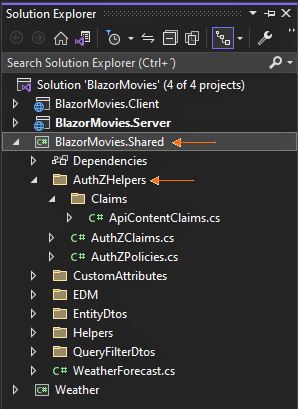 Solution Explorer
Search Solution Explorer (Ctrl+´)
Solution 'BlazorMovies' (4 of 4 projects)
BlazorMovies.Client
BlazorMovies.Server
C# BlazorMovies.Shared
Dependencies
AuthZHelpers
Claims
C# ApiContentClaims.cs
C# AuthZClaims.cs
C# AuthZPolicies.cs
CustomAttributes
EDM
EntityDtos
Helpers
QueryFilterDtos
C# WeatherForecast.cs
C# Weather